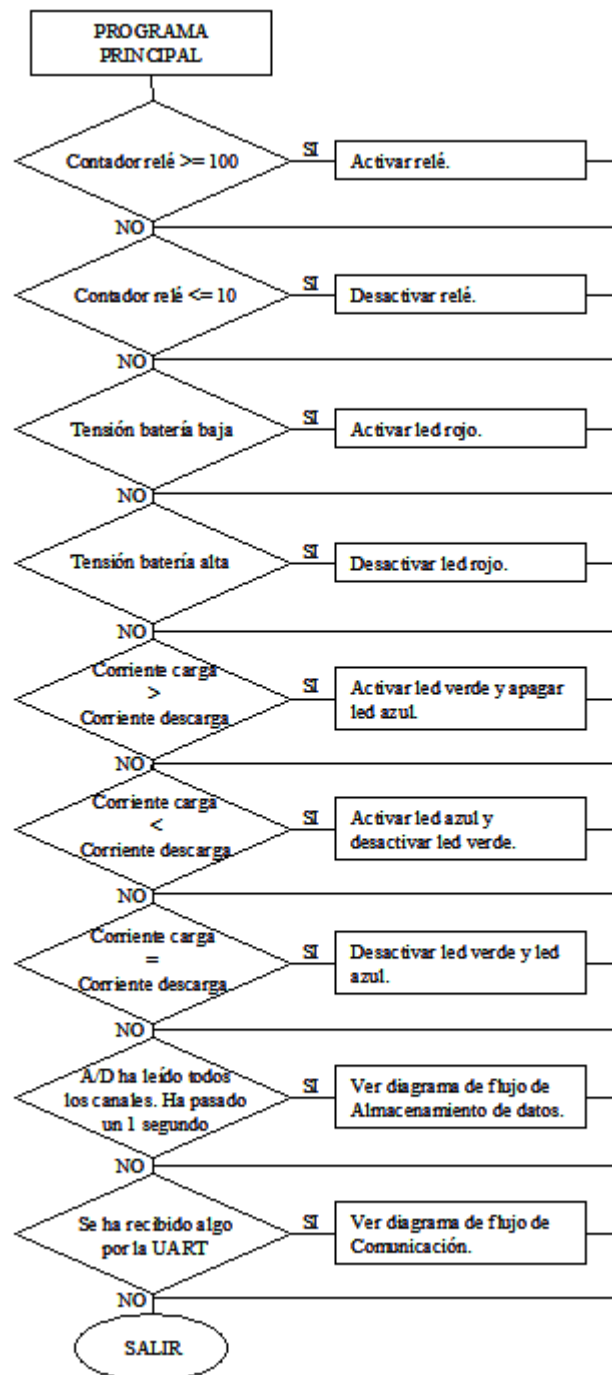 PROGRAMA
PRINCIPAL
Contador relé >= 100
SI
Activar relé.
NO
Contador relé <= 10
SI
Desactivar relé.
NO
Tensión batería baja
SI
Activar led rojo.
NO
Tensión batería alta
SI
Desactivar led rojo.
NO
Corriente carga
>
Corriente descarga
SI
Activar led verde y apagar
led azul.
NO
Corriente carga
<
Corriente descarga
SI
Activar led azul y
desactivar led verde.
NO
Corriente carga
=
Corriente descarga
SI
Desactivar led verde y led
azul.
NO
A/D ha leído todos
los canales. Ha pasado
un 1 segundo
SI
Ver diagrama de flujo de
Almacenamiento de datos.
NO
Se ha recibido algo
por la UART
SI
Ver diagrama de flujo de
Comunicación.
NO
SALIR